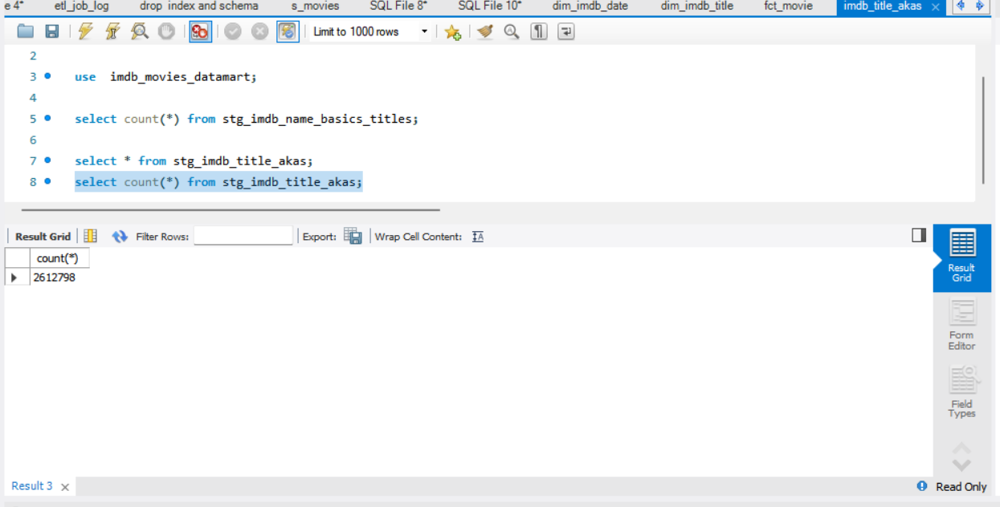 e 4* etl_job_log drop index and schema s_movies SQL File 8* SQL File 10* dim_imdb_date dim_imdb_title fct_movie imdb_title_akas
Limit to 1000 rows
2
3 use imdb_movies_datamart;
4
5 select count(*) from stg_imdb_name_basics_titles;
6
7 select * from stg_imdb_title_akas;
8 select count(*) from stg_imdb_title_akas;
Result Grid Filter Rows: Export: Wrap Cell Content: IA
count(*)
2612798
Result
Grid
Form
Editor
Field
Types
Result 3 Read Only